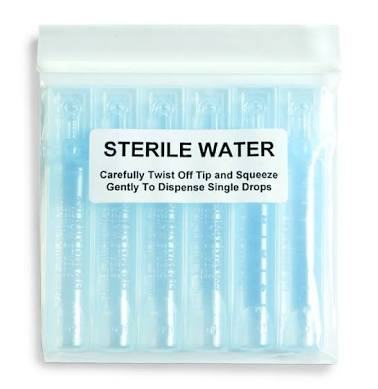 STERILE WATER
Carefully Twist Off Tip and Squeeze
Gently To Dispense Single Drops